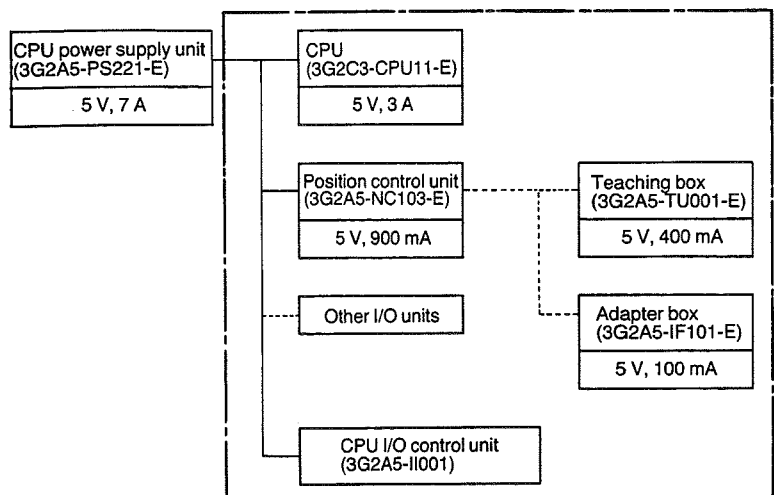 CPU power supply unit
(3G2A5-PS221-E)
5 V, 7 A
CPU
(3G2C3-CPU11-E)
5 V, 3 A
Position control unit
(3G2A5-NC103-E)
5 V, 900 mA
Teaching box
(3G2A5-TU001-E)
5 V, 400 mA
Other I/O units
Adapter box
(3G2A5-IF101-E)
5 V, 100 mA
CPU I/O control unit
(3G2A5-II001)